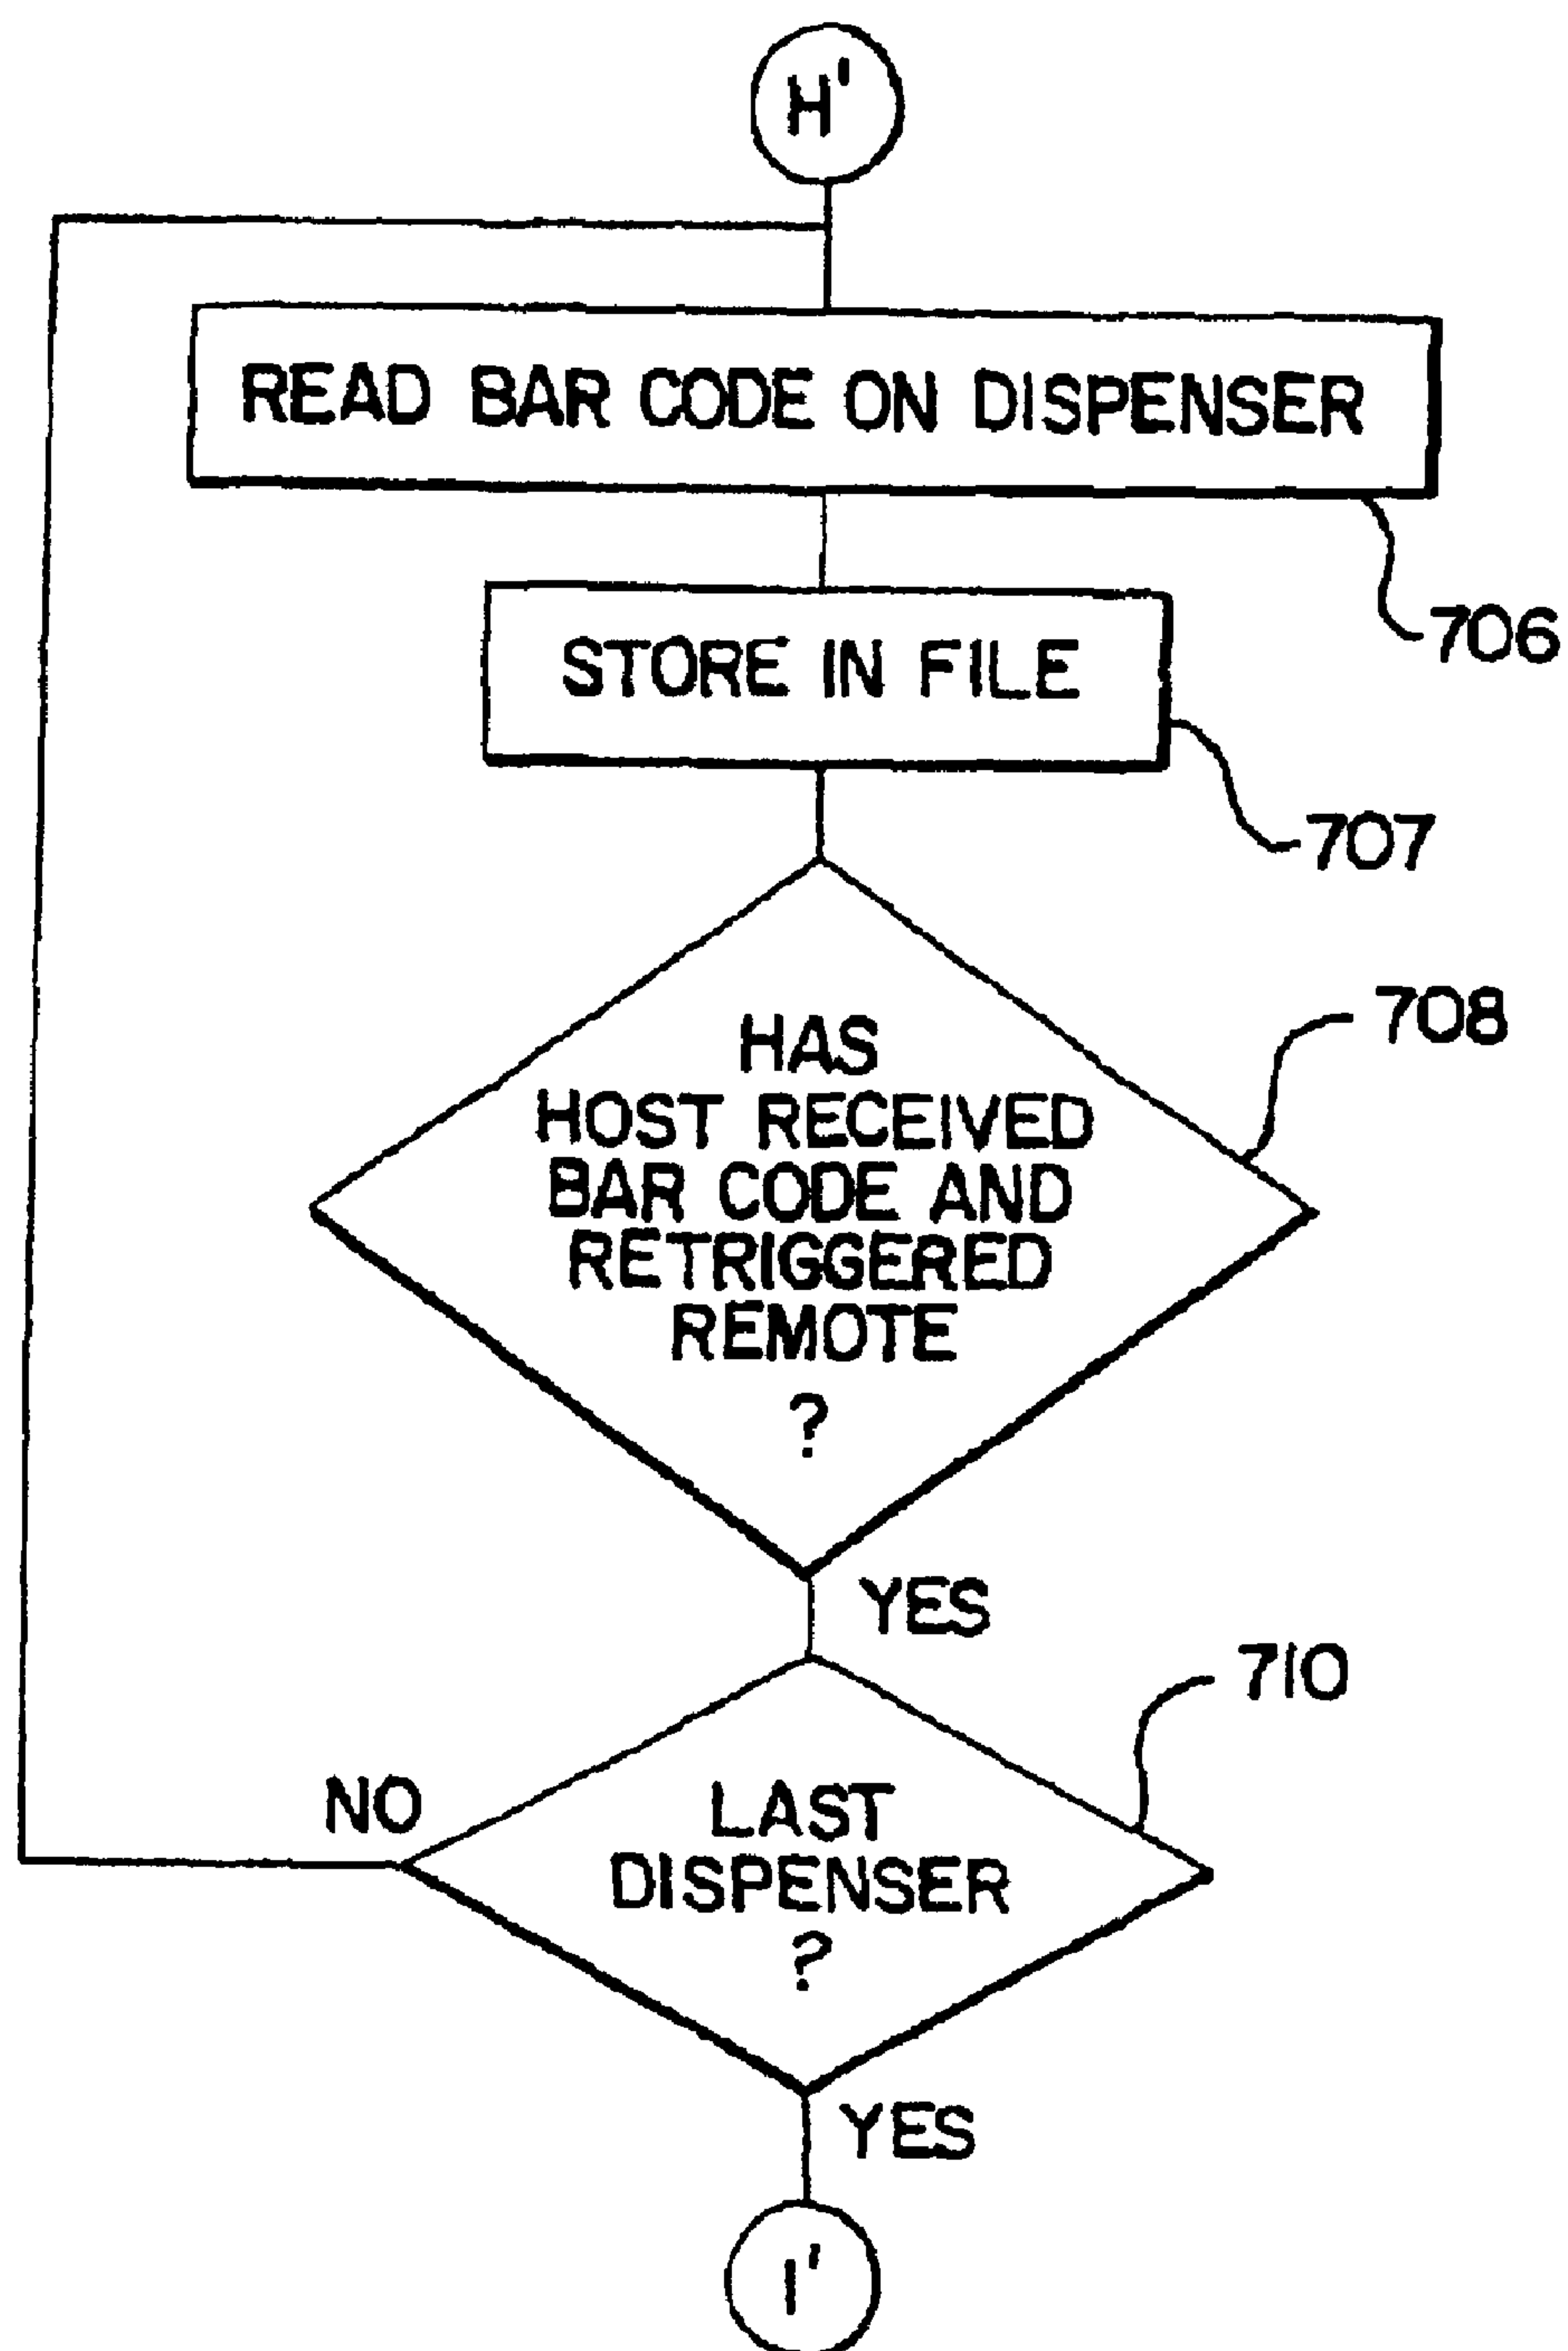 H'
READ BAR CODE ON DISPENSER
706
STORE IN FILE
707
HAS
HOST RECEIVED
BAR CODE AND
RETRIGGERED
REMOTE
?
708
YES
710
NO
LAST
DISPENSER
?
YES
I'